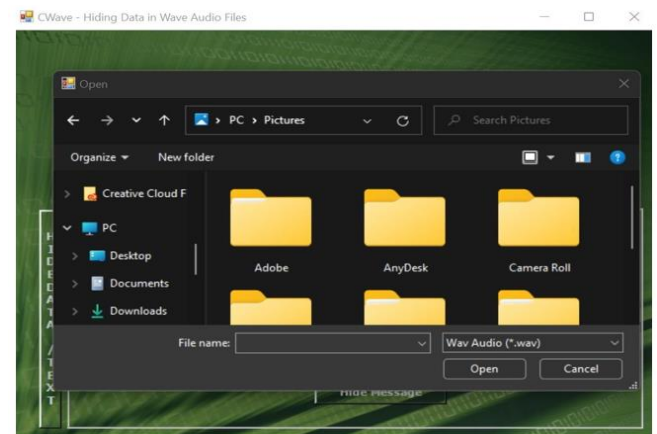 CWave - Hiding Data in Wave Audio Files
Open
PC > Pictures
Search Pictures
Organize
New folder
Creative Cloud F
PC
Desktop
Documents
Downloads
Adobe
AnyDesk
Camera Roll
File name:
Wav Audio (*.wav)
Open
Cancel
Hide Message